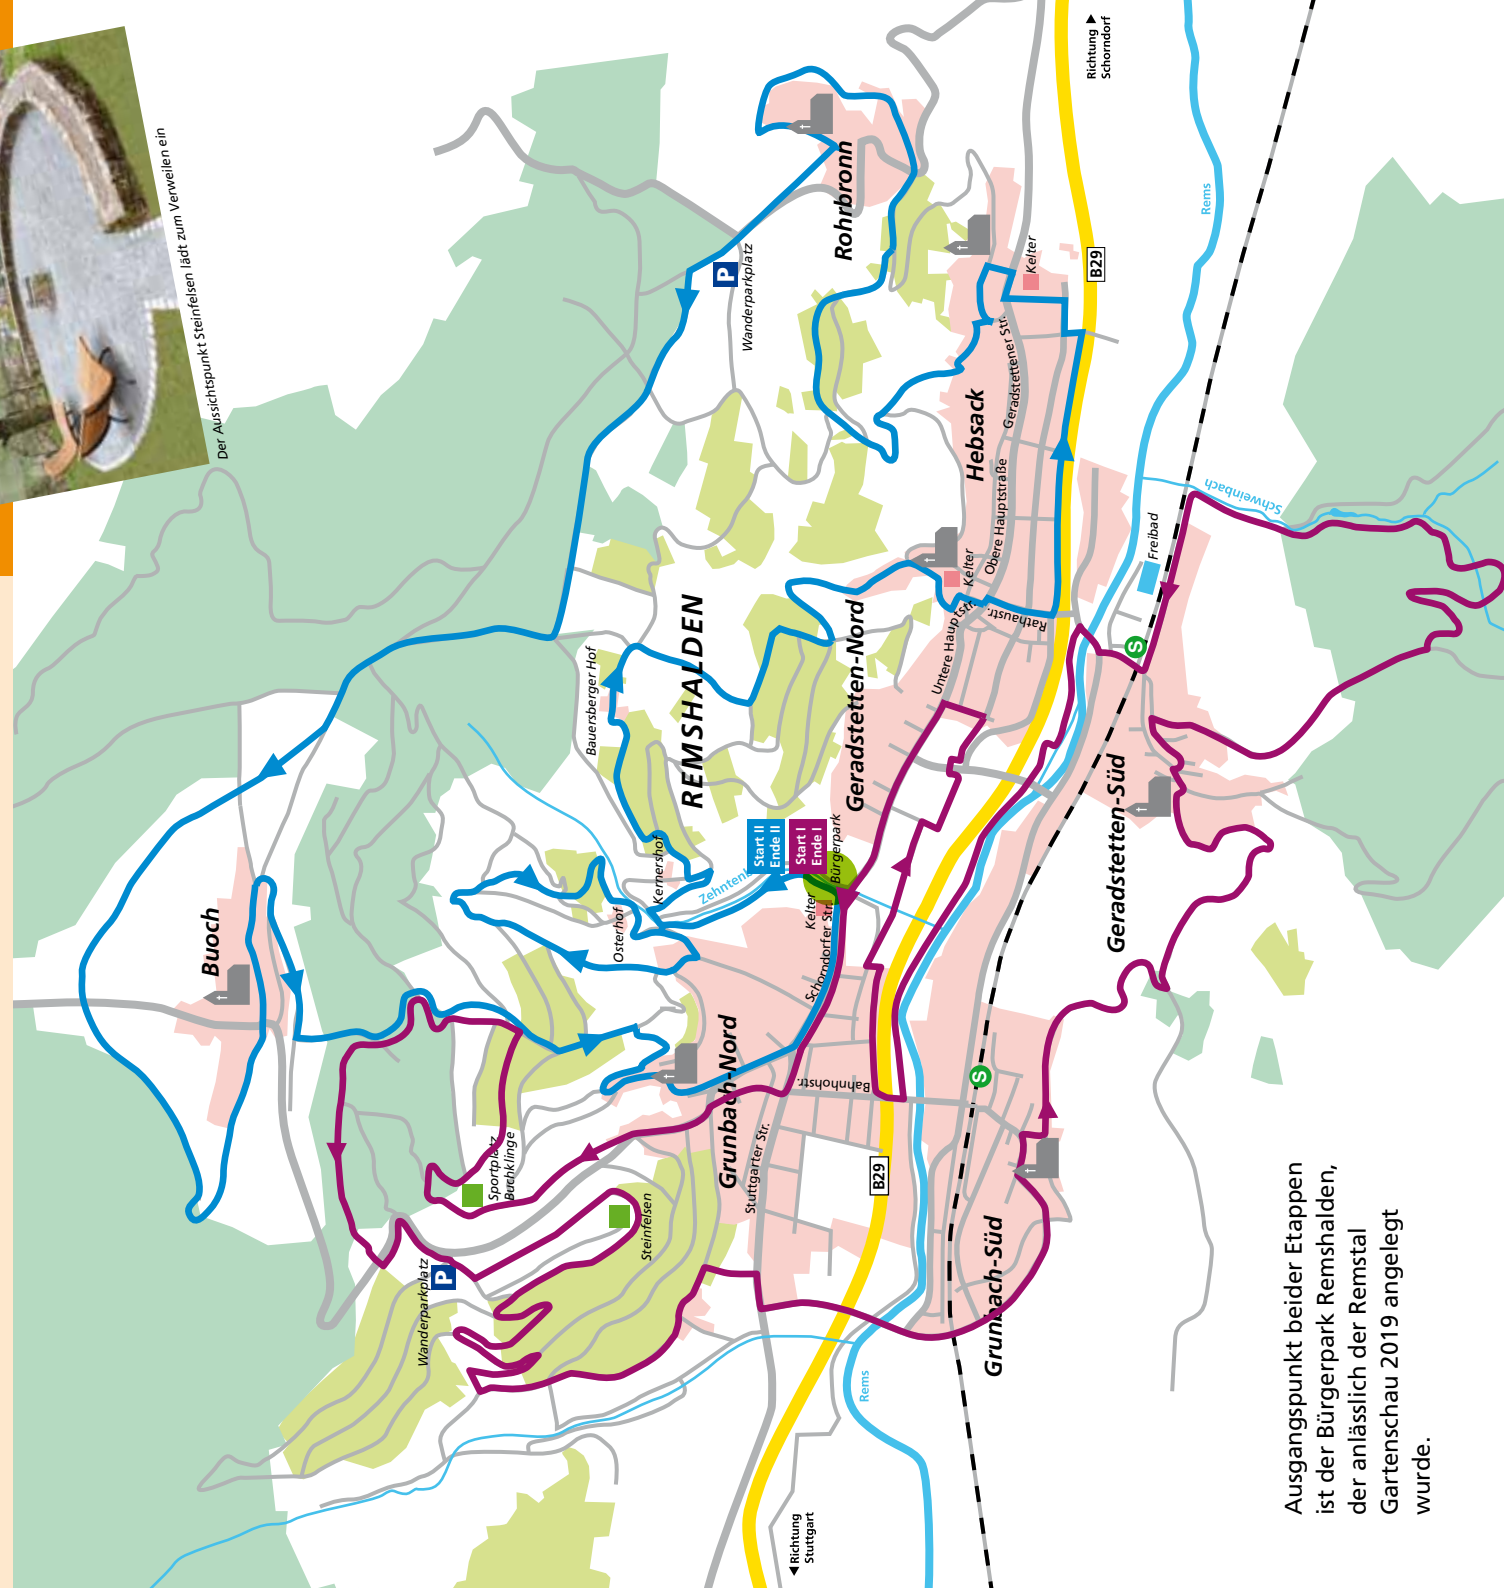 Der Aussichtspunkt Steinfelsen lädt zum Verweilen ein
Richtung
Schorndorf
Rohrbronn
P
Wanderparkplatz
Rems
B29
Kelter
Geradstettener Str.
Hebsack
Obere Hauptstraße
Schweinbach
Freibad
Kelter
Rathaustr.
Untere Hauptstr.
S
Geradstetten-Nord
REMSHALDEN
Bauersberger Hof
Geradstetten-Süd
Start II
Ende II
Start I
Ende I
Bürgerpark
Kelter
Kernershof
Osterhof
Schorndorfer Str.
Buoch
Grunbach-Nord
Bahnhohstr.
S
Stuttgarter Str.
B29
Sportplatz
Buchklinge
Steinfelsen
P
Wanderparkplatz
Grunbach-Süd
Rems
Richtung
Stuttgart
Ausgangspunkt beider Etappen
ist der Bürgerpark Remshalden,
der anlässlich der Remstal
Gartenschau 2019 angelegt
wurde.